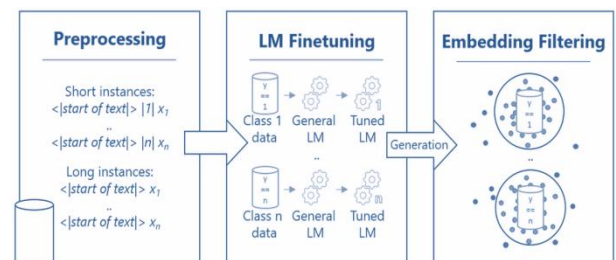 Preprocessing
Short instances:
<|start of text|> |1| x1
..
<|start of text|> |n| xn
Long instances:
<|start of text|> x1
..
<|start of text|> xn
LM Finetuning
y
==
1
1
Class 1 General Tuned
data LM LM
..
y
==
n
n
Class n General Tuned
data LM LM
Generation
Embedding Filtering
y
==
1
..
y
==
n